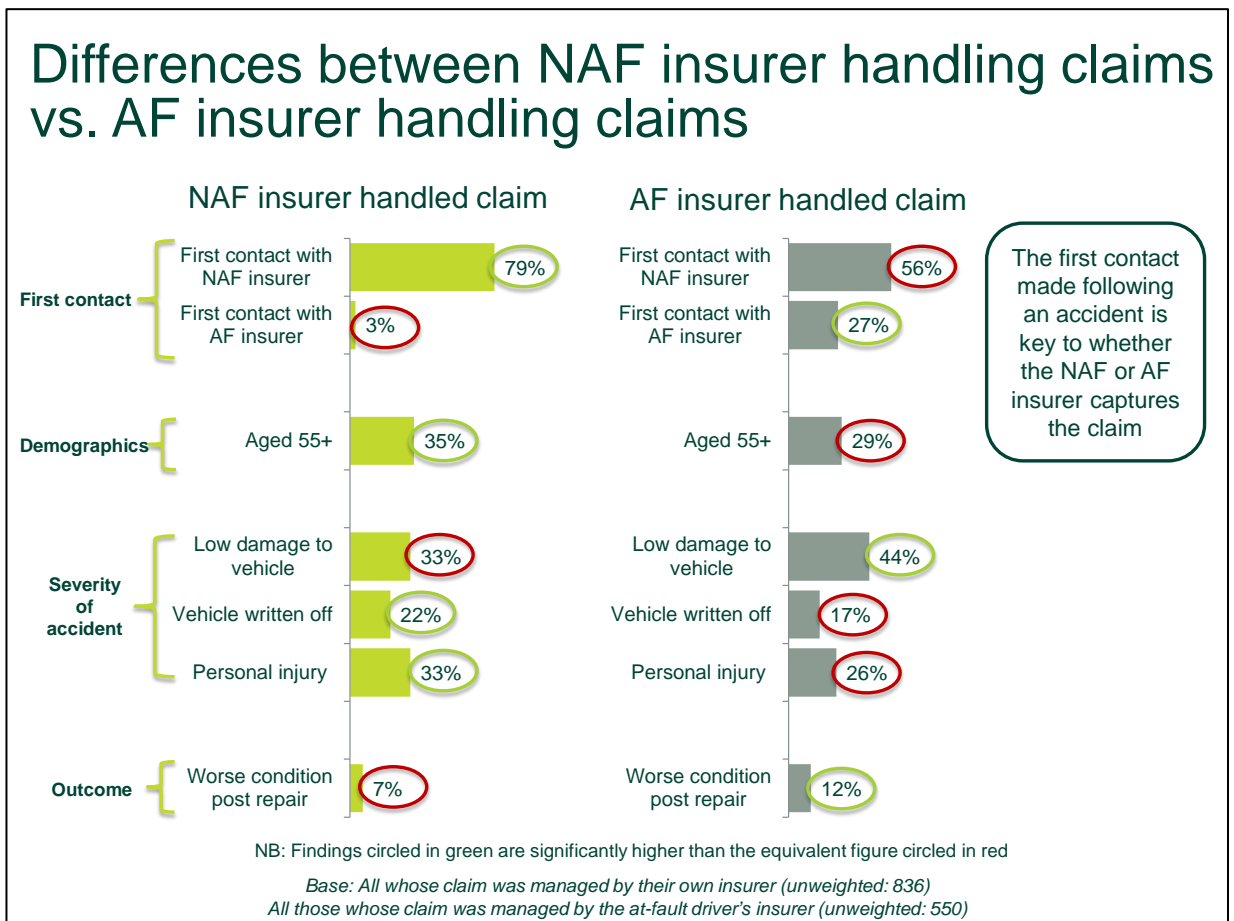 Differences between NAF insurer handling claims
vs. AF insurer handling claims
NAF insurer handled claim
First contact
First contact with
NAF insurer
79%
First contact with
AF insurer
3%
Demographics
Aged 55+
35%
Severity
of
accident
Low damage to
vehicle
33%
Vehicle written off
22%
Personal injury
33%
Outcome
Worse condition
post repair
7%
AF insurer handled claim
First contact with
NAF insurer
56%
First contact with
AF insurer
27%
Aged 55+
29%
Low damage to
vehicle
44%
Vehicle written off
17%
Personal injury
26%
Worse condition
post repair
12%
The first contact
made following
an accident is
key to whether
the NAF or AF
insurer captures
the claim
NB: Findings circled in green are significantly higher than the equivalent figure circled in red
Base: All whose claim was managed by their own insurer (unweighted: 836)
All those whose claim was managed by the at-fault driver's insurer (unweighted: 550)